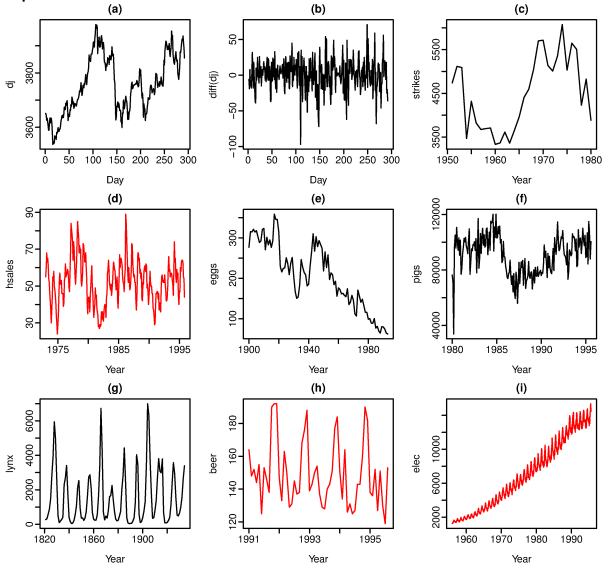 (a) (b) (c)
dj 3600 3800
0 50 100 150 200 250 300
Day
diff(dj) −100 −50 0 50
0 50 100 150 200 250 300
Day
strikes 3500 4500 5500
1950 1960 1970 1980
Year
(d) (e) (f)
hsales 30 50 70 90
1975 1985 1995
Year
eggs 100 200 300
1900 1940 1980
Year
pigs 40000 80000 120000
1980 1985 1990 1995
Year
(g) (h) (i)
lynx 0 2000 4000 6000
1820 1860 1900
Year
beer 120 140 160 180
1991 1993 1995
Year
elec 2000 6000
1960 1970 1980 1990
Year